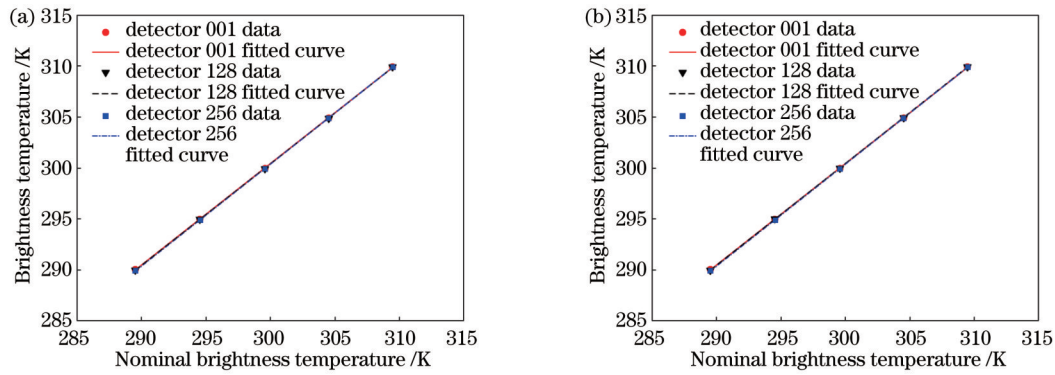 (a)
detector 001 data
detector 001 fitted curve
detector 128 data
detector 128 fitted curve
detector 256 data
detector 256
fitted curve
Brightness temperature /K
315
310
305
300
295
290
285
285 290 295 300 305 310 315
Nominal brightness temperature /K
(b)
detector 001 data
detector 001 fitted curve
detector 128 data
detector 128 fitted curve
detector 256 data
detector 256
fitted curve
Brightness temperature /K
315
310
305
300
295
290
285
285 290 295 300 305 310 315
Nominal brightness temperature /K